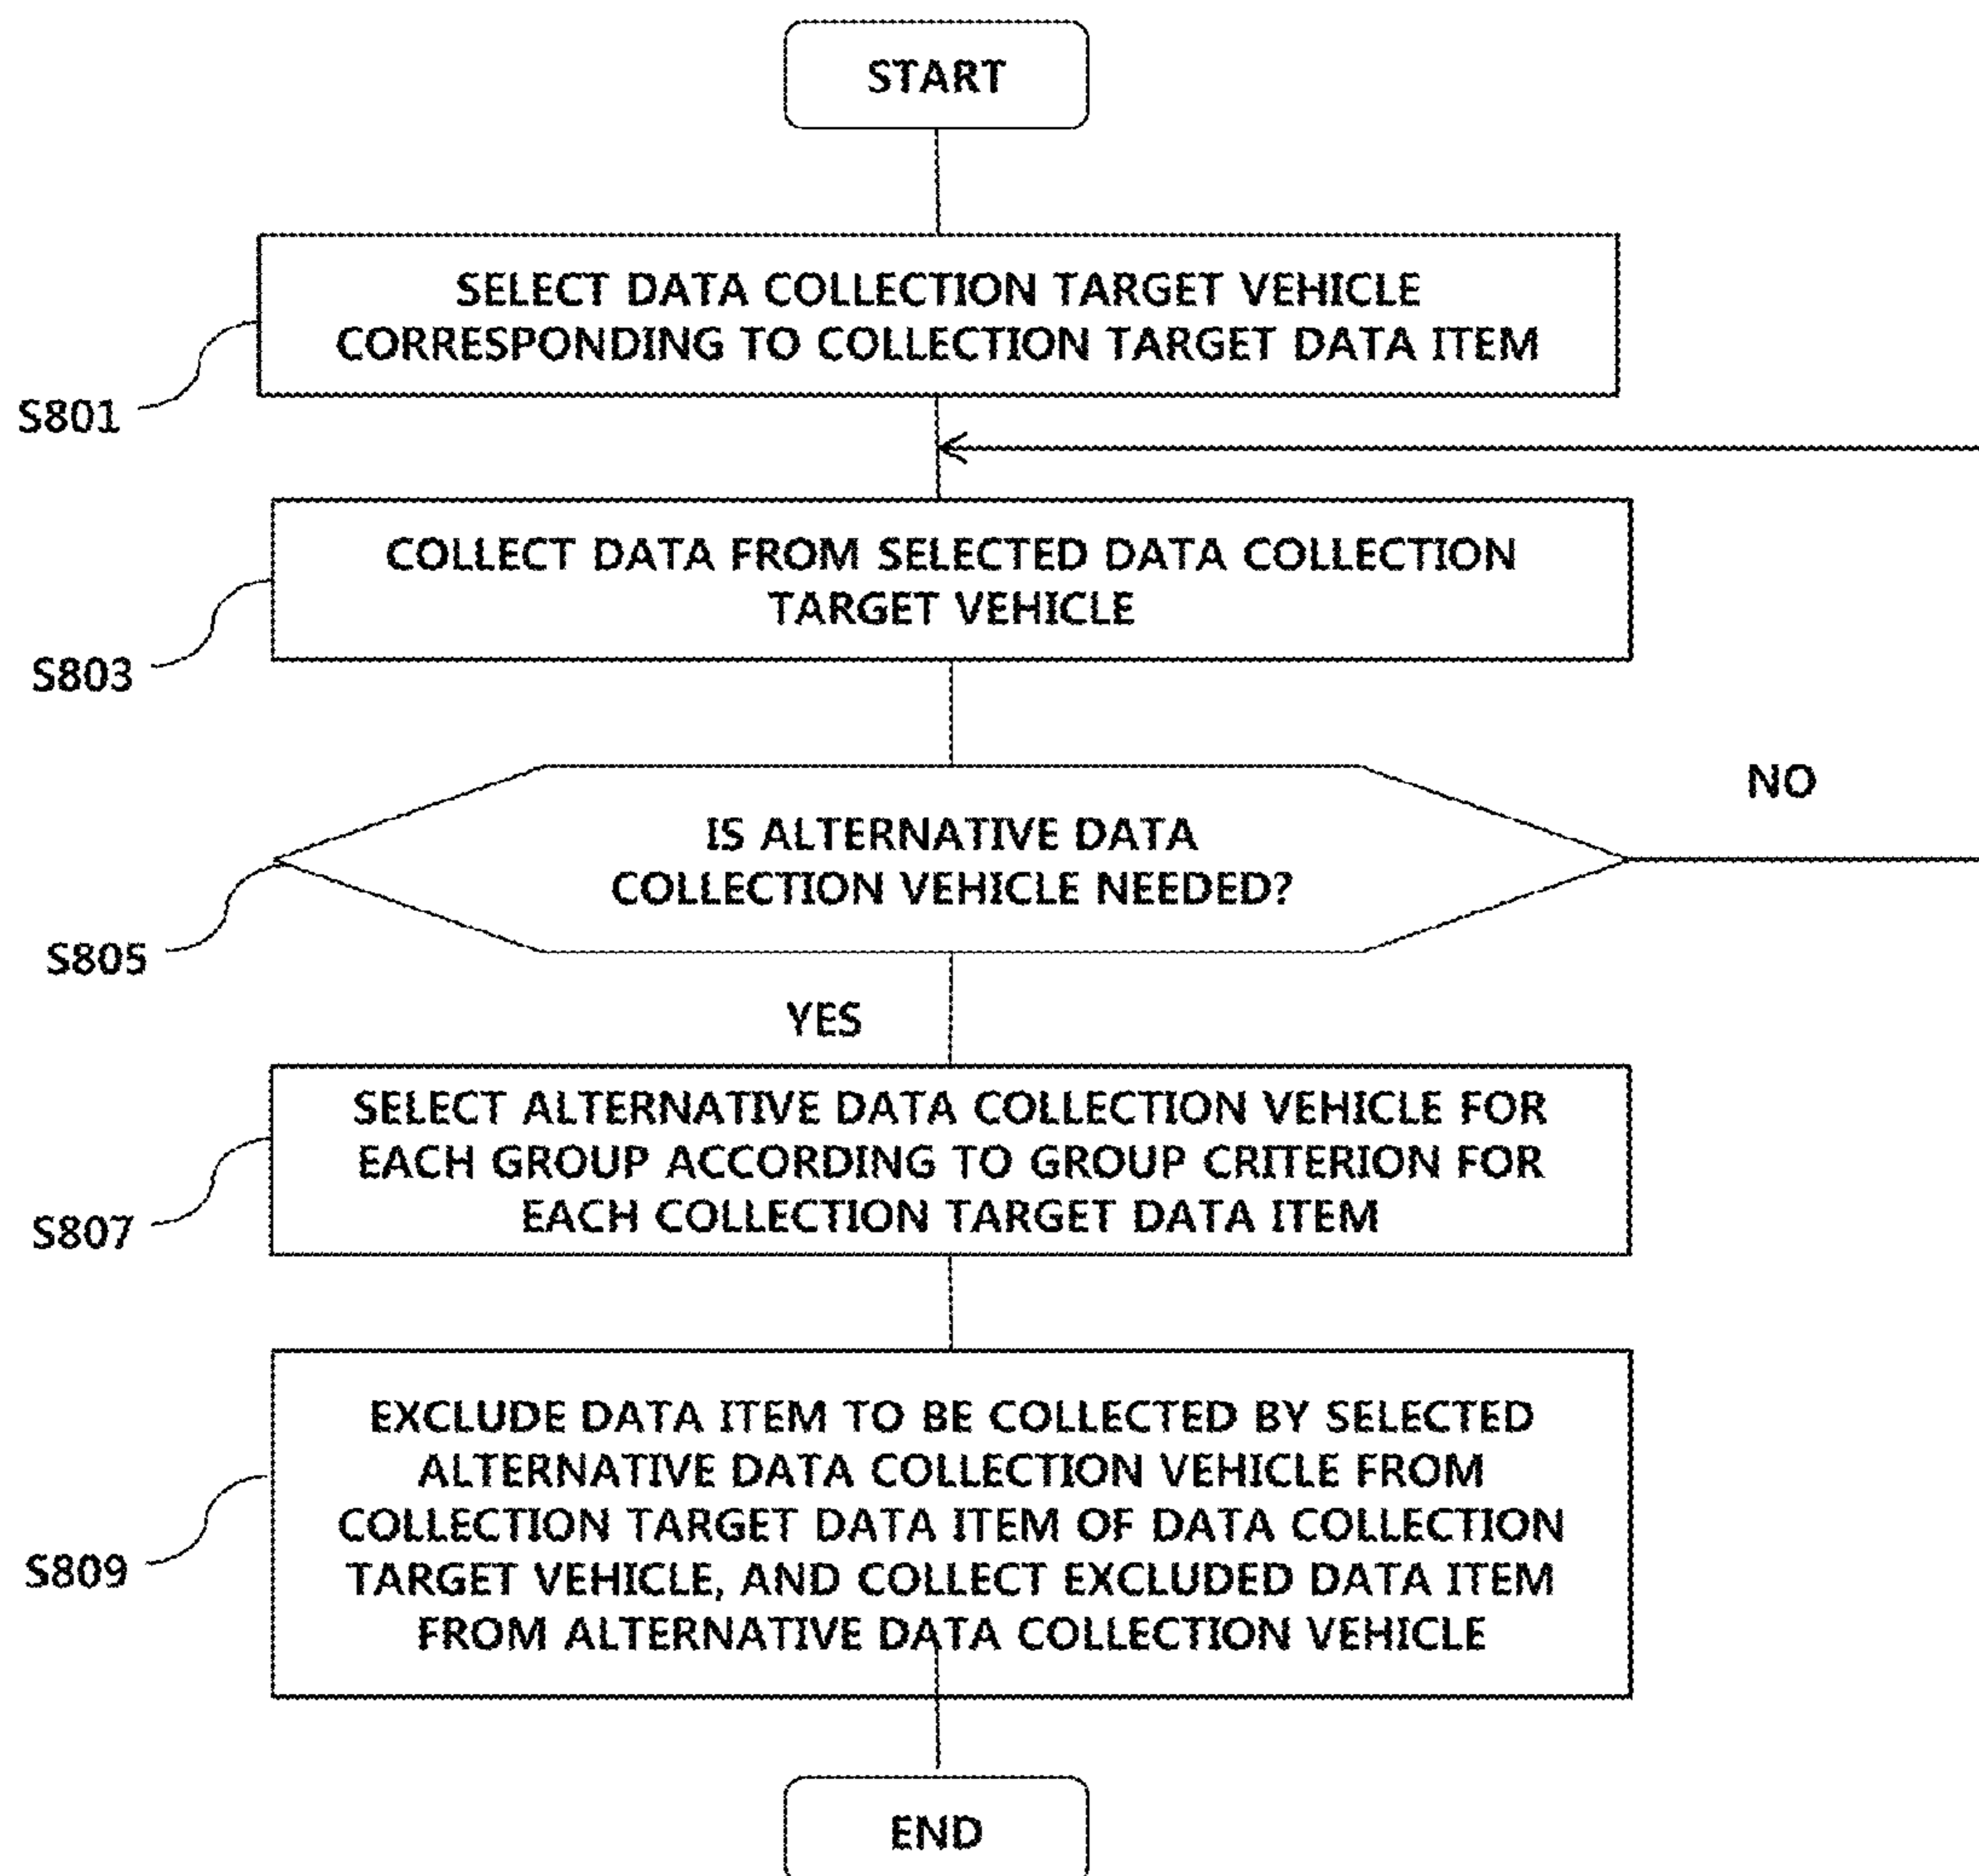 START
SELECT DATA COLLECTION TARGET VEHICLE
CORRESPONDING TO COLLECTION TARGET DATA ITEM
S801
COLLECT DATA FROM SELECTED DATA COLLECTION
TARGET VEHICLE
S803
NO
IS ALTERNATIVE DATA
COLLECTION VEHICLE NEEDED?
S805
YES
SELECT ALTERNATIVE DATA COLLECTION VEHICLE FOR
EACH GROUP ACCORDING TO GROUP CRITERION FOR
EACH COLLECTION TARGET DATA ITEM
S807
EXCLUDE DATA ITEM TO BE COLLECTED BY SELECTED
ALTERNATIVE DATA COLLECTION VEHICLE FROM
COLLECTION TARGET DATA ITEM OF DATA COLLECTION
TARGET VEHICLE, AND COLLECT EXCLUDED DATA ITEM
FROM ALTERNATIVE DATA COLLECTION VEHICLE
S809
END